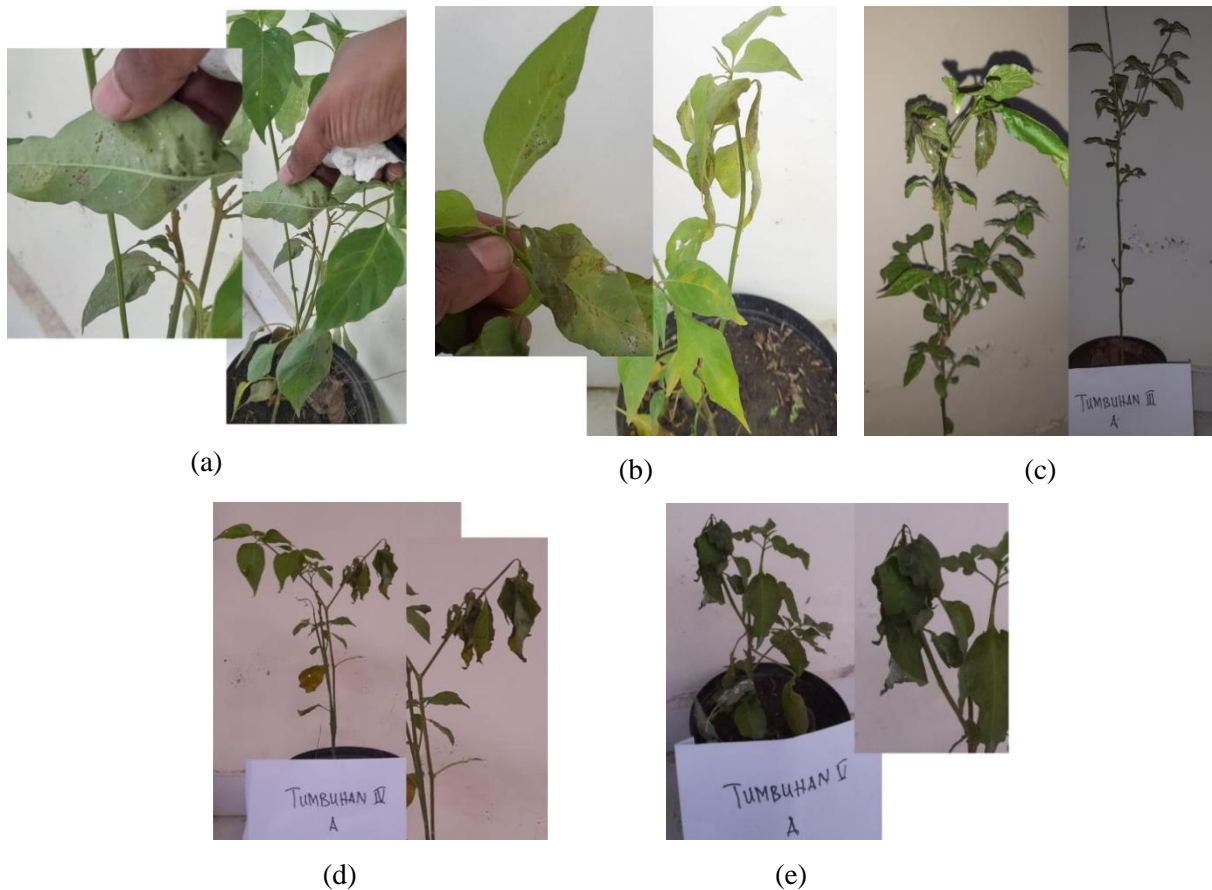 (a)
(b)
TUMBUHAN III
A
(c)
TUMBUHAN IV
A
(d)
TUMBUHAN V
A
(e)